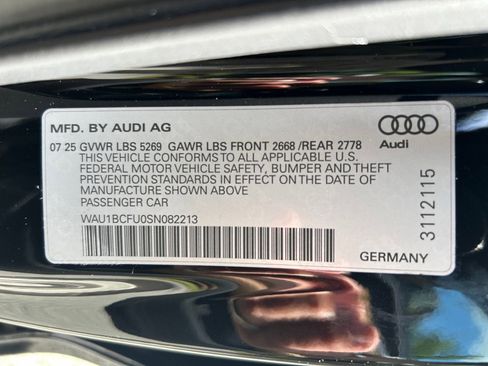 MFD. BY AUDI AG
07 25 GVWR LBS 5269 GAWR LBS FRONT 2668 /REAR 2778
THIS VEHICLE CONFORMS TO ALL APPLICABLE U.S.
FEDERAL MOTOR VEHICLE SAFETY, BUMPER AND THEFT
PREVENTION STANDARDS IN EFFECT ON THE DATE OF
MANUFACTURE SHOWN ABOVE
PASSENGER CAR
WAU1BCFU0SN082213
Audi
3112115
GERMANY